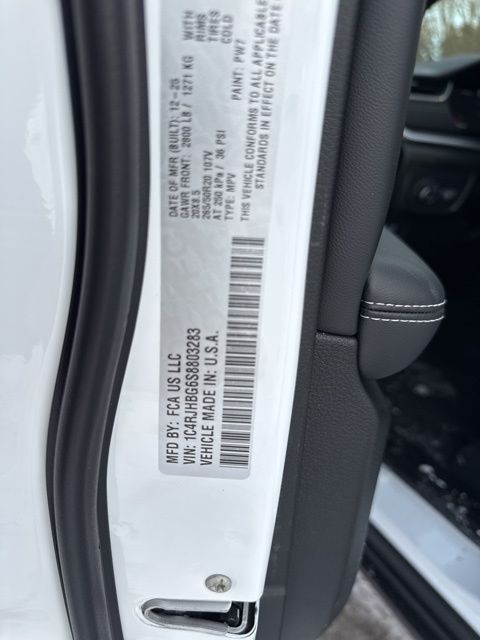 MFD BY: FCA US LLC
DATE OF MFR (BUILT): 12-25
GAWR FRONT: 2800 LB / 1271 KG
WITH
20X8.5
RIMS
265/50R20 107V
TIRES
AT 250 kPa / 36 PSI
COLD
VIN: 1C4RJHBG6S8803283
TYPE: MPV
PAINT: PW7
VEHICLE MADE IN: U.S.A.
THIS VEHICLE CONFORMS TO ALL APPLICABLE
STANDARDS IN EFFECT ON THE DATE